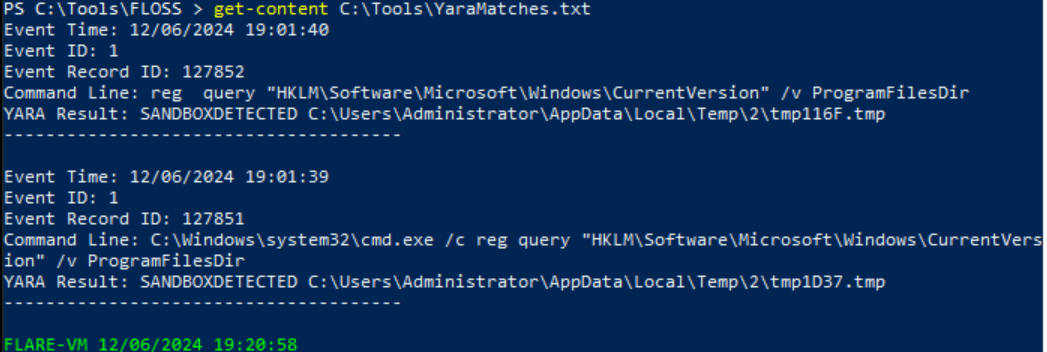 PS C:\Tools\FLOSS > get-content C:\Tools\YaraMatches.txt
Event Time: 12/06/2024 19:01:40
Event ID: 1
Event Record ID: 127852
Command Line: reg  query "HKLM\Software\Microsoft\Windows\CurrentVersion" /v ProgramFilesDir
YARA Result: SANDBOXDETECTED C:\Users\Administrator\AppData\Local\Temp\2\tmp116F.tmp
--------------------------------------
Event Time: 12/06/2024 19:01:39
Event ID: 1
Event Record ID: 127851
Command Line: C:\Windows\system32\cmd.exe /c reg query "HKLM\Software\Microsoft\Windows\CurrentVers
ion" /v ProgramFilesDir
YARA Result: SANDBOXDETECTED C:\Users\Administrator\AppData\Local\Temp\2\tmp1D37.tmp
--------------------------------------
FLARE-VM 12/06/2024 19:20:58